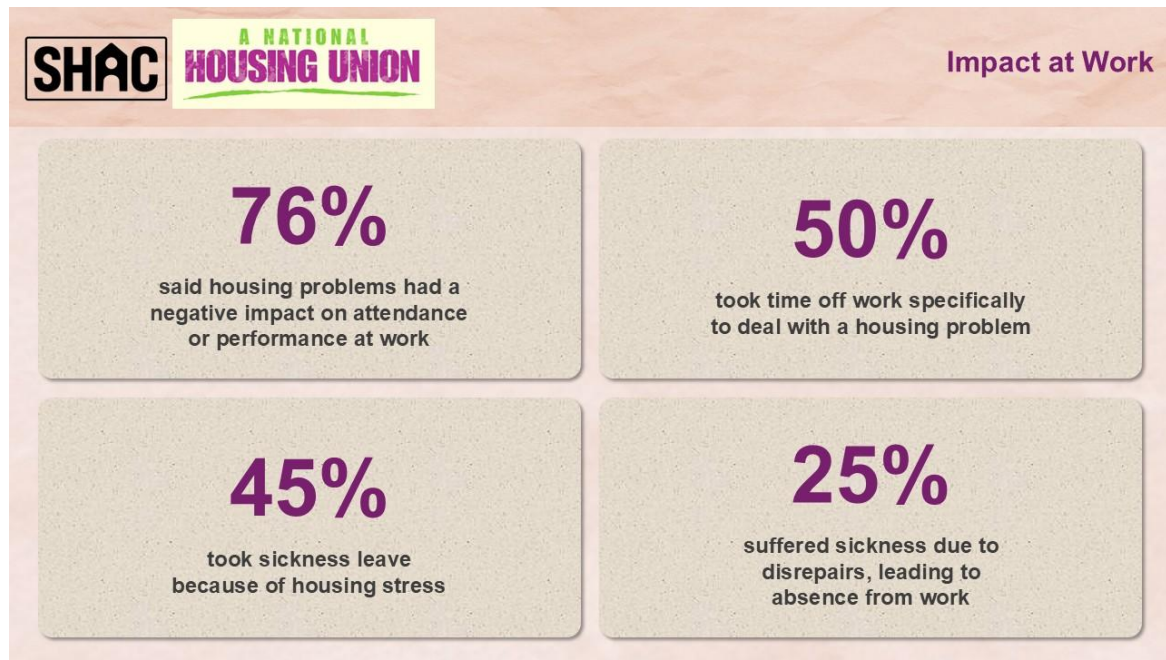 SHAC
A NATIONAL
HOUSING UNION
Impact at Work
76%
said housing problems had a
negative impact on attendance
or performance at work
50%
took time off work specifically
to deal with a housing problem
45%
took sickness leave
because of housing stress
25%
suffered sickness due to
disrepairs, leading to
absence from work